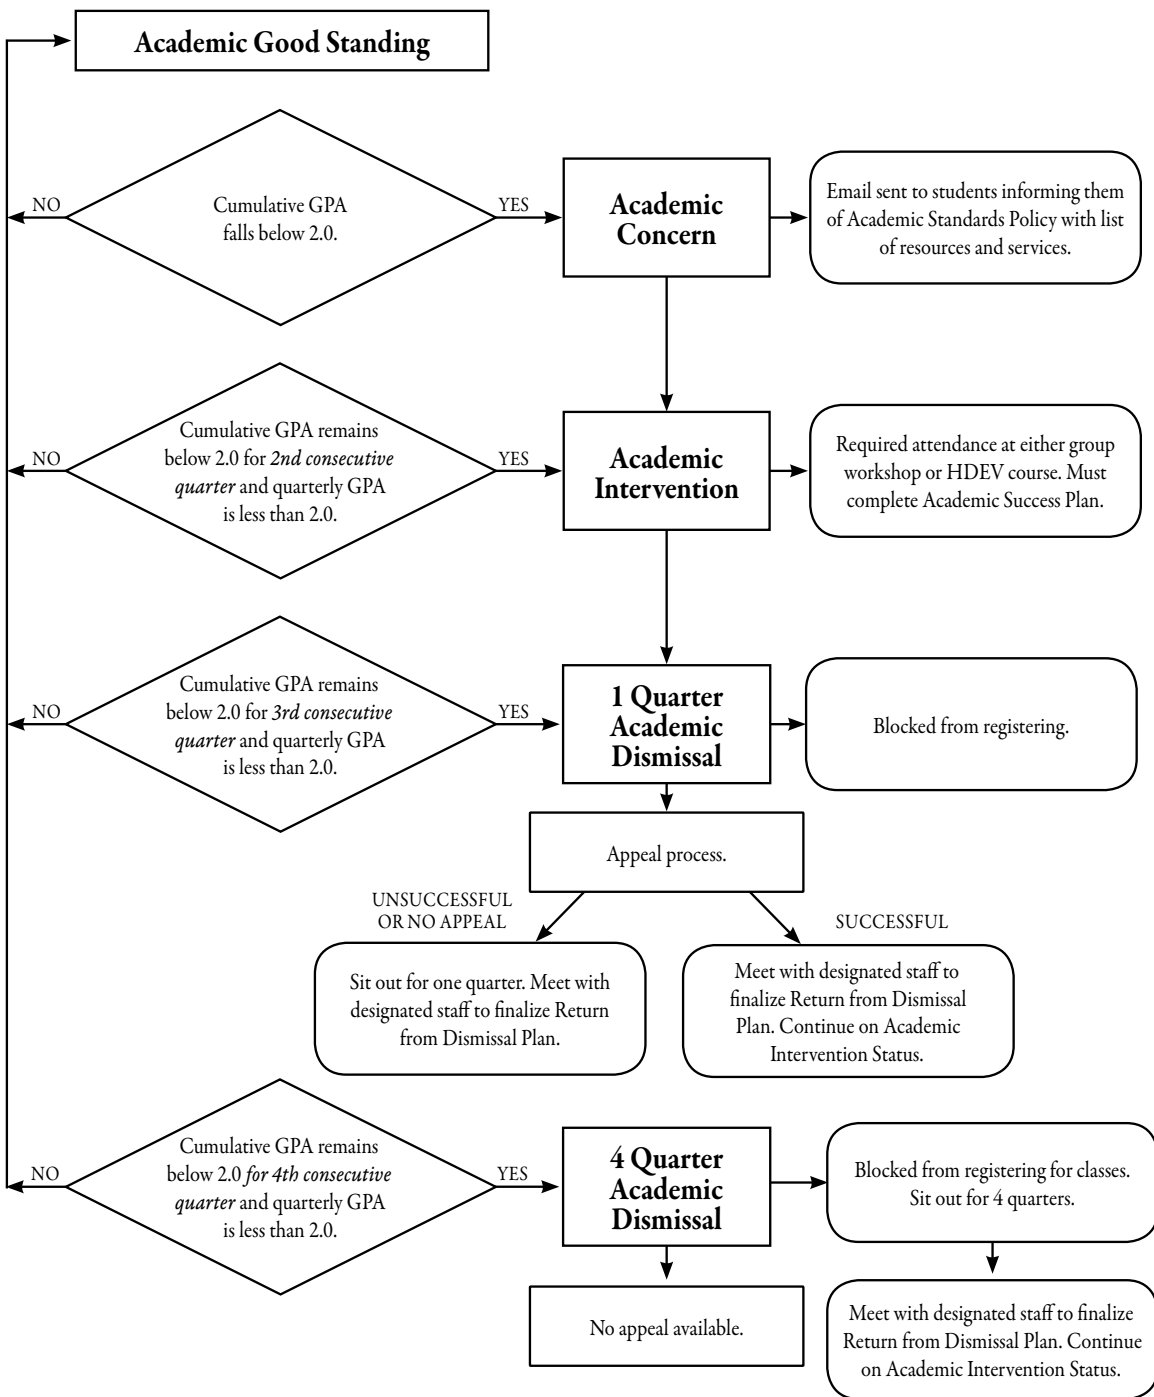 Academic Good Standing
NO
Cumulative GPA
falls below 2.0.
YES
Academic
Concern
Email sent to students informing them
of Academic Standards Policy with list
of resources and services.
NO
Cumulative GPA remains
below 2.0 for 2nd consecutive
quarter and quarterly GPA
is less than 2.0.
YES
Academic
Intervention
Required attendance at either group
workshop or HDEV course. Must
complete Academic Success Plan.
NO
Cumulative GPA remains
below 2.0 for 3rd consecutive
quarter and quarterly GPA
is less than 2.0.
YES
1 Quarter
Academic
Dismissal
Blocked from registering.
Appeal process.
UNSUCCESSFUL
OR NO APPEAL
SUCCESSFUL
Sit out for one quarter. Meet with
designated staff to finalize Return
from Dismissal Plan.
Meet with designated staff to
finalize Return from Dismissal
Plan. Continue on Academic
Intervention Status.
NO
Cumulative GPA remains
below 2.0 for 4th consecutive
quarter and quarterly GPA
is less than 2.0.
YES
4 Quarter
Academic
Dismissal
Blocked from registering for classes.
Sit out for 4 quarters.
No appeal available.
Meet with designated staff to finalize
Return from Dismissal Plan. Continue
on Academic Intervention Status.